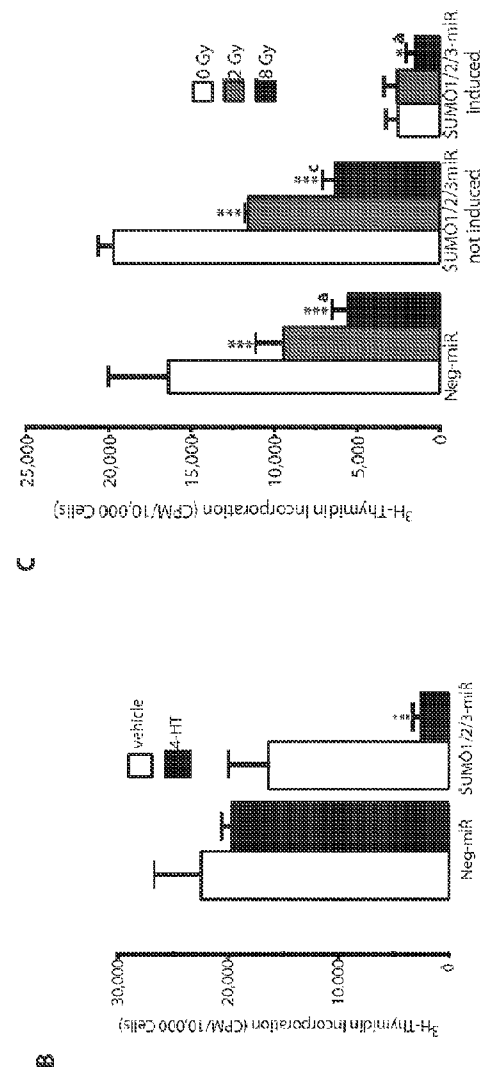 B
³H-Thymidin Incorporation (CPM/10,000 Cells)
30,000
20,000
10,000
0
vehicle
4-HT
**
Neg-miR
SUMO1/2/3-miR
C
³H-Thymidin Incorporation (CPM/10,000 Cells)
25,000
20,000
15,000
10,000
5,000
0
0 Gy
2 Gy
8 Gy
***
***
a
***
***
c
*
a
Neg-miR
SUMO1/2/3miR
not induced
SUMO1/2/3-miR
induced